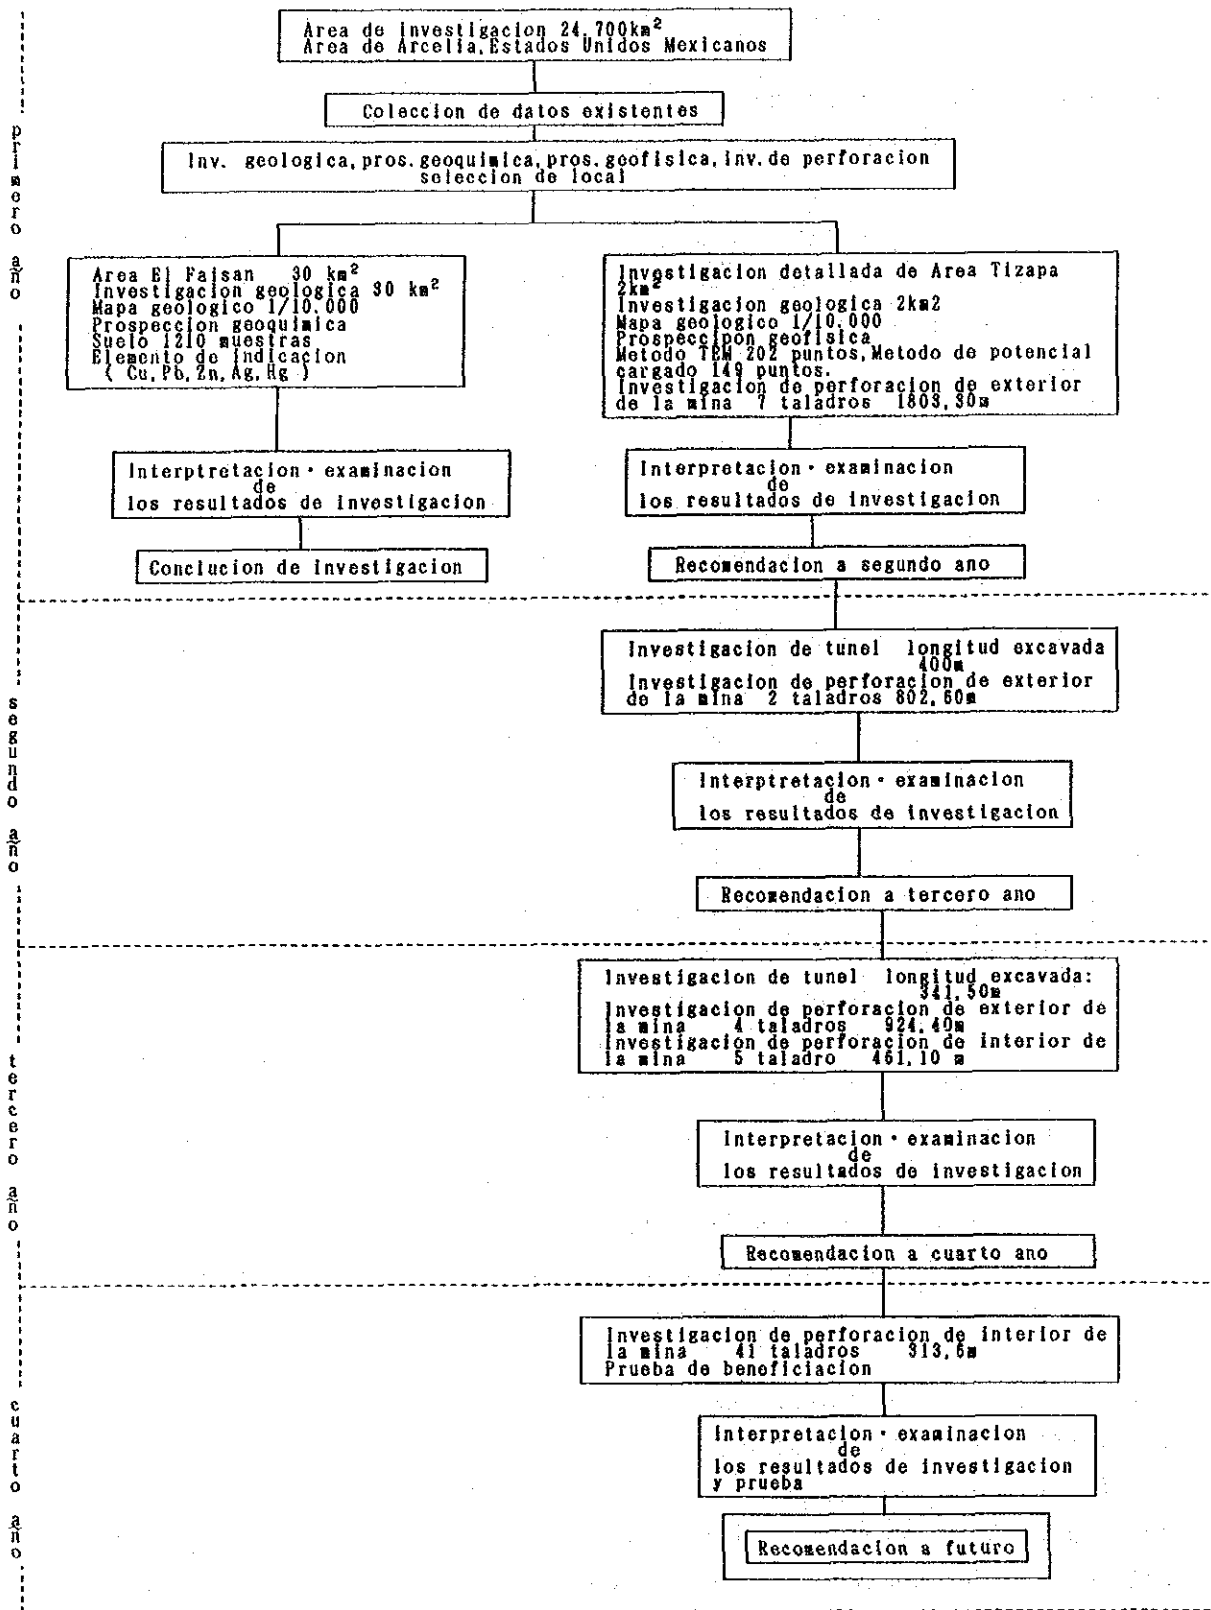 Area de investigacion 24,700km²
Area de Arcelia, Estados Unidos Mexicanos
Coleccion de datos existentes
Inv. geologica, pros. geoquimica, pros. geofisica, inv. de perforacion
seleccion de local
primero año
Area El Faisan 30 km²
Investigacion geologica 30 km²
Mapa geologico 1/10,000
Prospeccion geoquimica
Suelo 1210 muestras
Elemento de indicacion
( Cu, Pb, Zn, Ag, Hg )
Investigacion detallada de Area Tizapa
2km²
Investigacion geologica 2km2
Mapa geologico 1/10,000
Prospeccipon geofisica
Metodo TEM 202 puntos, Metodo de potencial
cargado 149 puntos.
Investigacion de perforacion de exterior
de la mina 7 taladros 1803,30m
Interptretacion・examinacion
de
los resultados de investigacion
Interpretacion・examinacion
de
los resultados de investigacion
Conclucion de investigacion
Recomendacion a segundo ano
segundo año
Investigacion de tunel longitud excavada
400m
Investigacion de perforacion de exterior
de la mina 2 taladros 802,60m
Interptretacion・examinacion
de
los resultados de investigacion
Recomendacion a tercero ano
tercero año
Investigacion de tunel longitud excavada:
341,50m
Investigacion de perforacion de exterior de
la mina 4 taladros 924,40m
Investigacion de perforacion de interior de
la mina 5 taladro 461,10 m
Interpretacion・examinacion
de
los resultados de investigacion
Recomendacion a cuarto ano
cuarto año
Investigacion de perforacion de interior de
la mina 41 taladros 313,6m
Prueba de beneficiacion
Interpretacion・examinacion
de
los resultados de investigacion
y prueba
Recomendacion a futuro